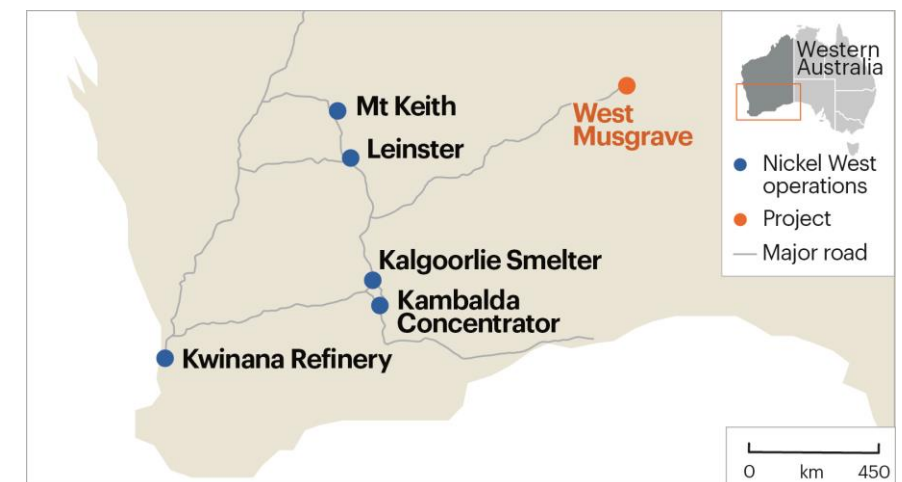 Mt Keith
Leinster
West
Musgrave
Kalgoorlie Smelter
Kambalda
Concentrator
Kwinana Refinery
Western
Australia
Nickel West
operations
Project
Major road
0 km 450